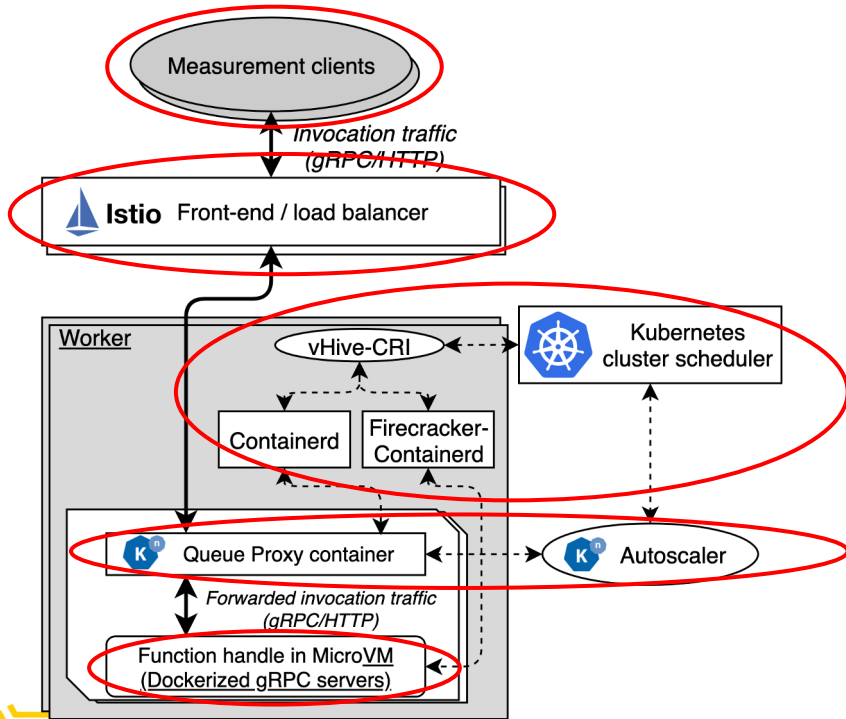 Measurement clients
Invocation traffic
(gRPC/HTTP)
Istio Front-end / load balancer
Worker
vHive-CRI
Kubernetes
cluster scheduler
Containerd
Firecracker-
Containerd
K n Queue Proxy container
K n Autoscaler
Forwarded invocation traffic
(gRPC/HTTP)
Function handle in MicroVM
(Dockerized gRPC servers)